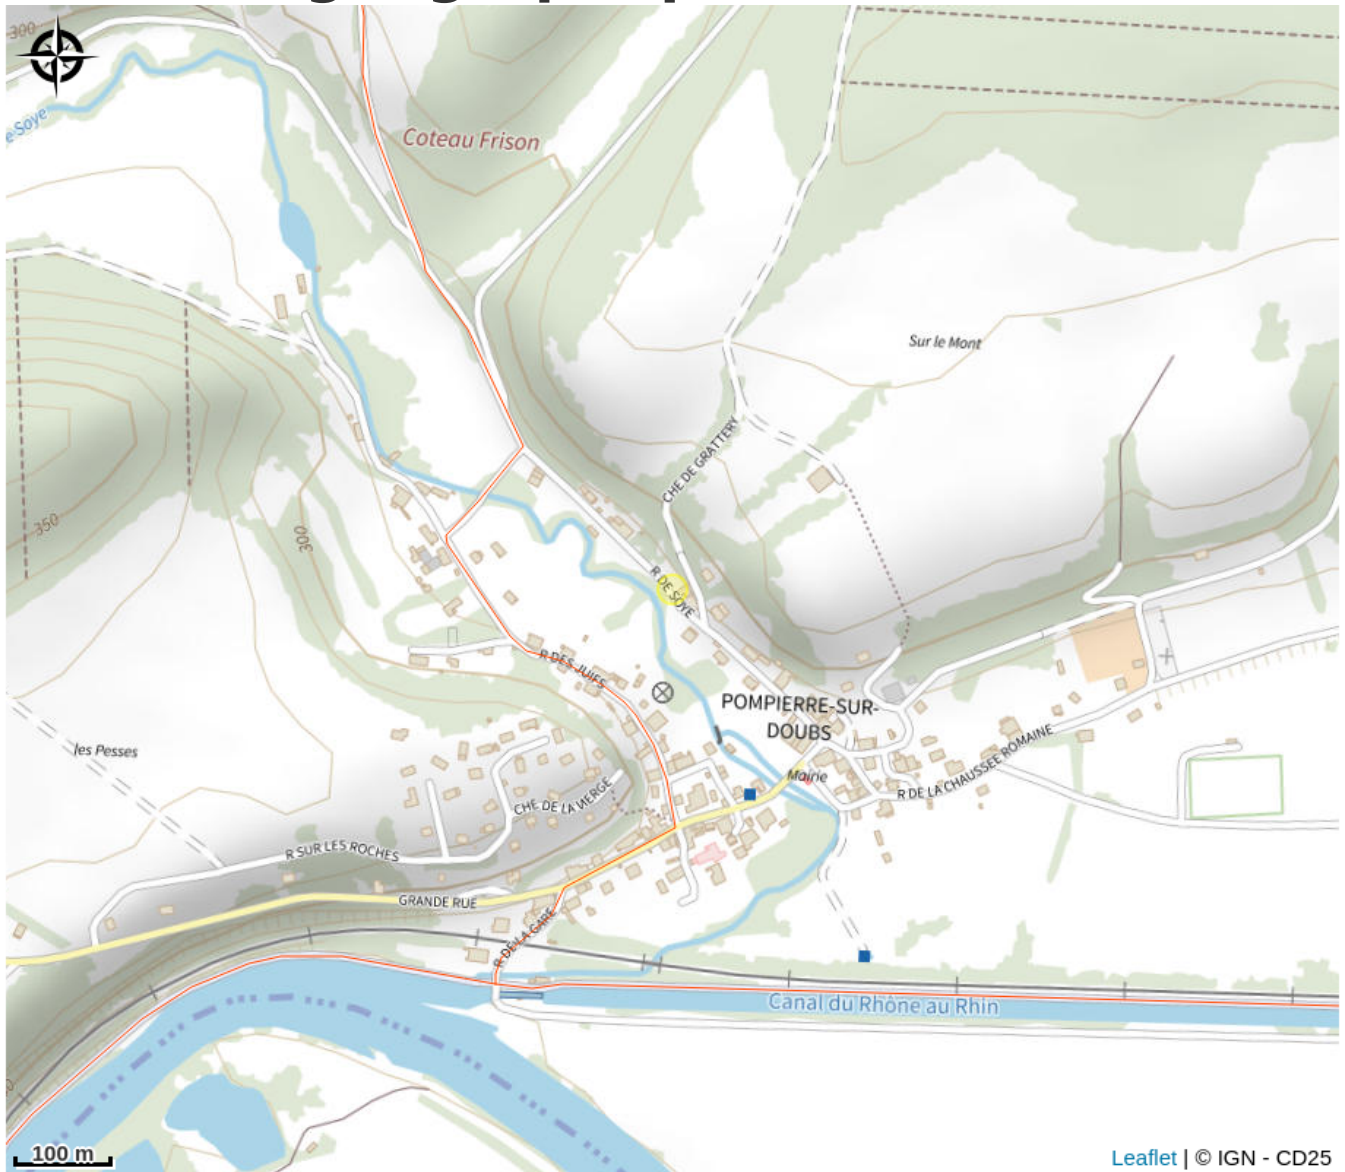 300
e Soye
Coteau Frison
Sur le Mont
CHE DE GRATTERY
350
300
R DE SOYE
R DES JUIFS
POMPIERRE-SUR-
DOUBS
les Pesses
Mairie
R DE LA CHAUSSEE ROMAINE
CHE DE LA VIERGE
R SUR LES ROCHES
GRANDE RUE
R DE LA GARE
Canal du Rhône au Rhin
100 m
Leaflet | © IGN - CD25